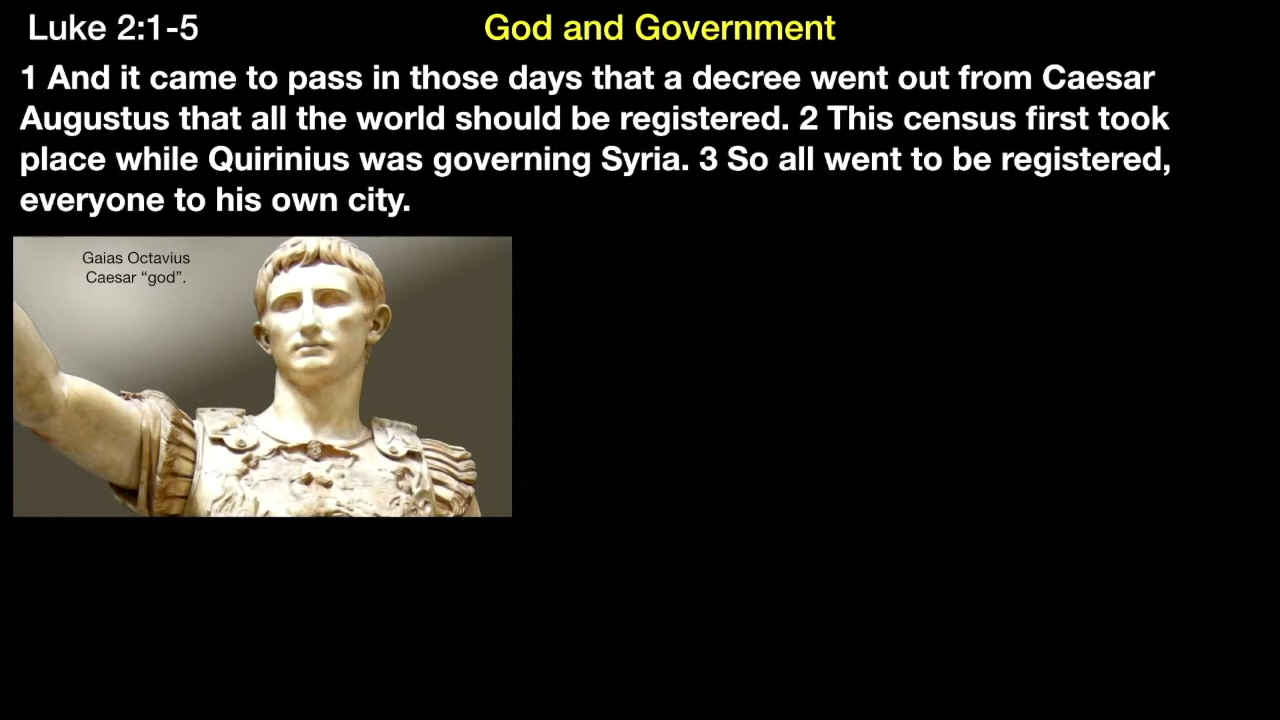 Luke 2:1-5
God and Government
1 And it came to pass in those days that a decree went out from Caesar
Augustus that all the world should be registered. 2 This census first took
place while Quirinius was governing Syria. 3 So all went to be registered,
everyone to his own city.
Gaias Octavius
Caesar “god”.